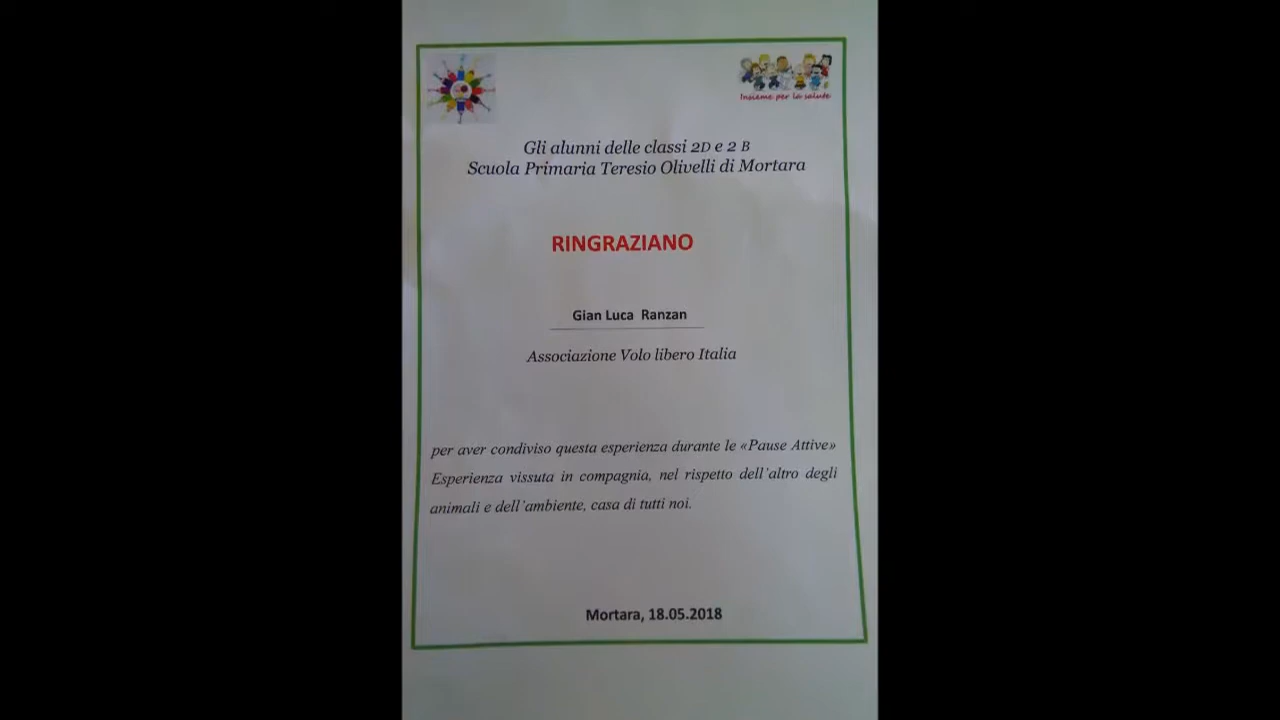 Insieme per la salute
Gli alunni delle classi 2D e 2 B
Scuola Primaria Teresio Olivelli di Mortara
RINGRAZIANO
Gian Luca Ranzan
Associazione Volo libero Italia
per aver condiviso questa esperienza durante le «Pause Attive»
Esperienza vissuta in compagnia, nel rispetto dell'altro degli
animali e dell'ambiente, casa di tutti noi.
Mortara, 18.05.2018